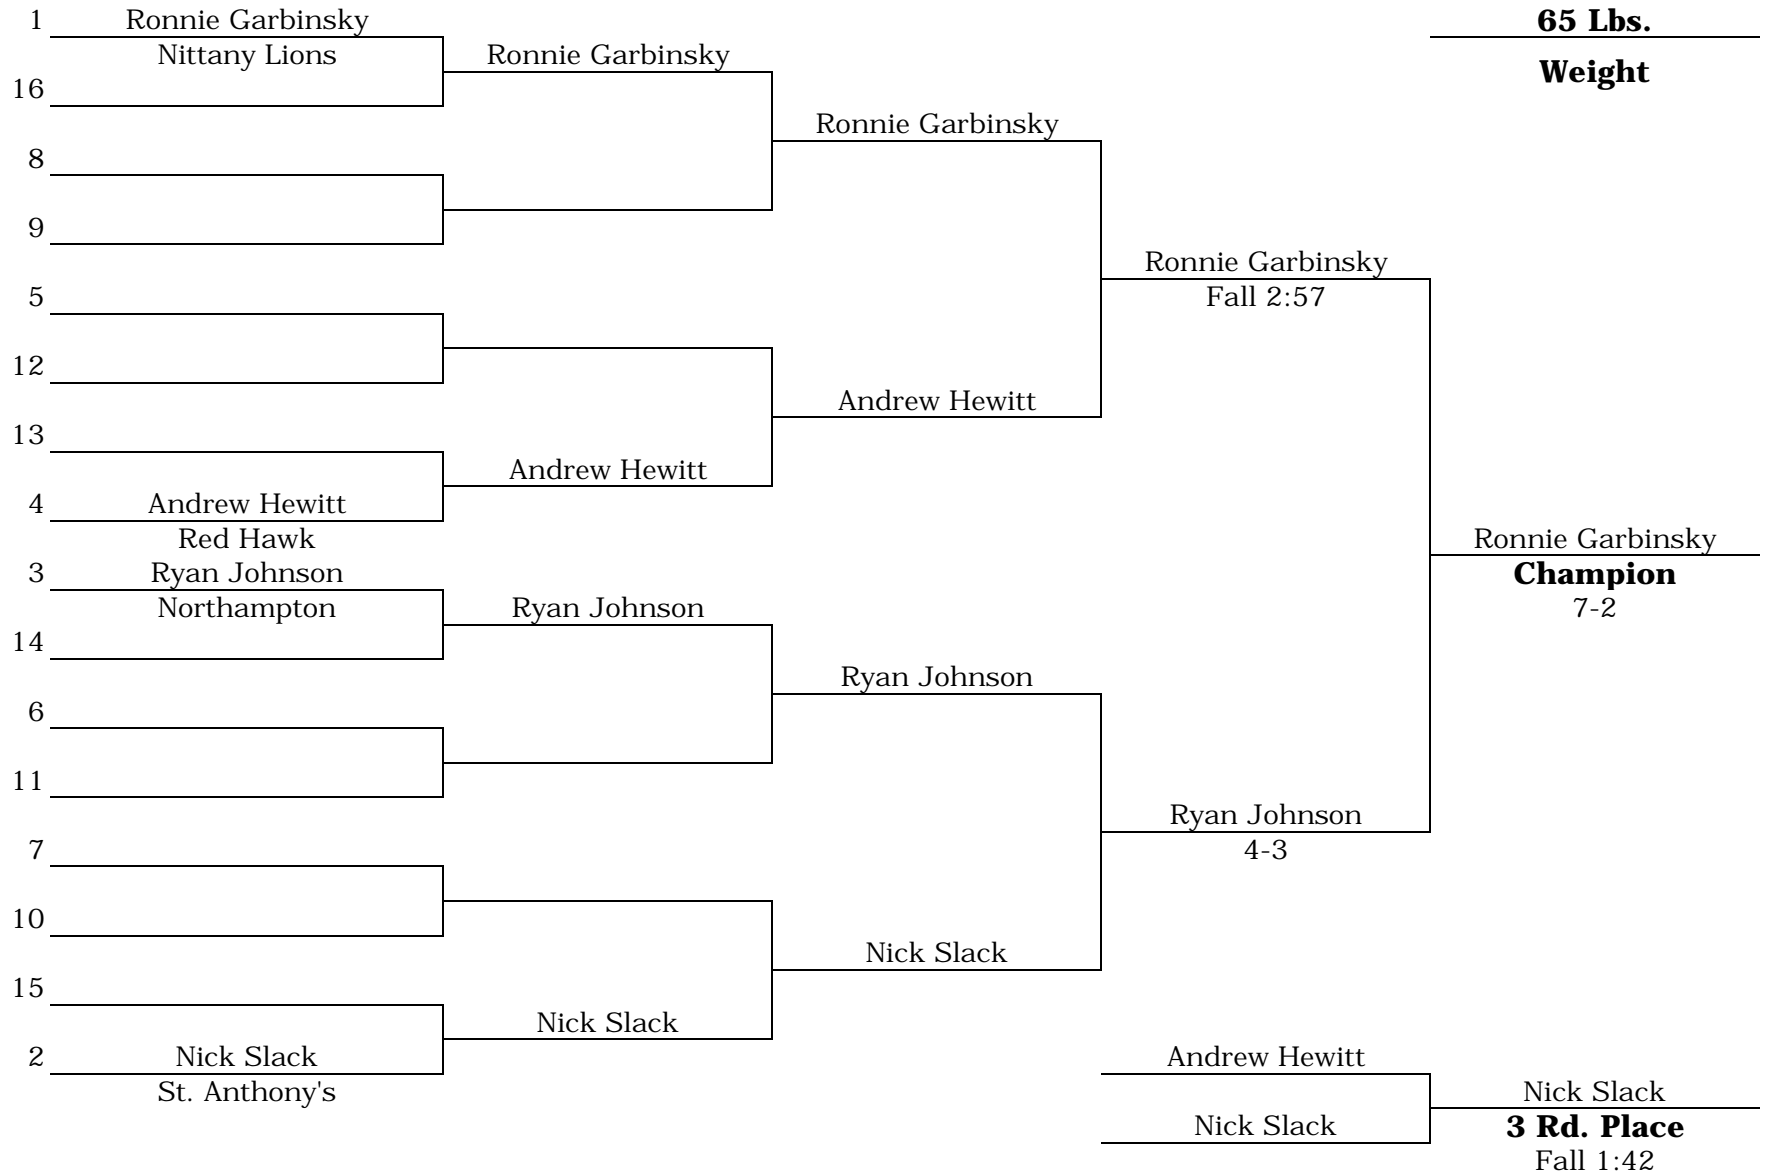 1 Ronnie Garbinsky
Nittany Lions
16
8
9
5
12
13
4 Andrew Hewitt
Red Hawk
3 Ryan Johnson
Northampton
14
6
11
7
10
15
2 Nick Slack
St. Anthony's
Ronnie Garbinsky
Andrew Hewitt
Ryan Johnson
Nick Slack
Ronnie Garbinsky
Andrew Hewitt
Ryan Johnson
Nick Slack
Ronnie Garbinsky
Fall 2:57
Ryan Johnson
4-3
Andrew Hewitt
Nick Slack
65 Lbs.
Weight
Ronnie Garbinsky
Champion
7-2
Nick Slack
3 Rd. Place
Fall 1:42